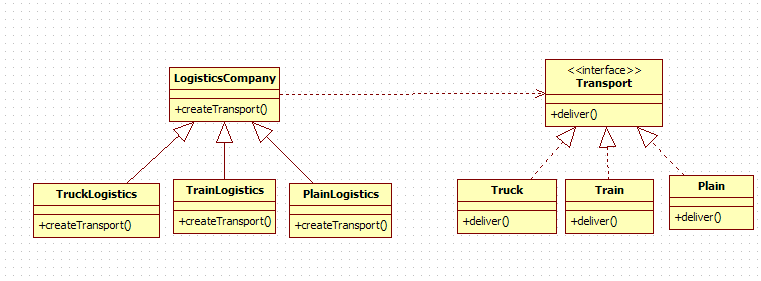 LogisticsCompany
+createTransport()
<<interface>>
Transport
+deliver()
TruckLogistics
+createTransport()
TrainLogistics
+createTransport()
PlainLogistics
+createTransport()
Truck
+deliver()
Train
+deliver()
Plain
+deliver()